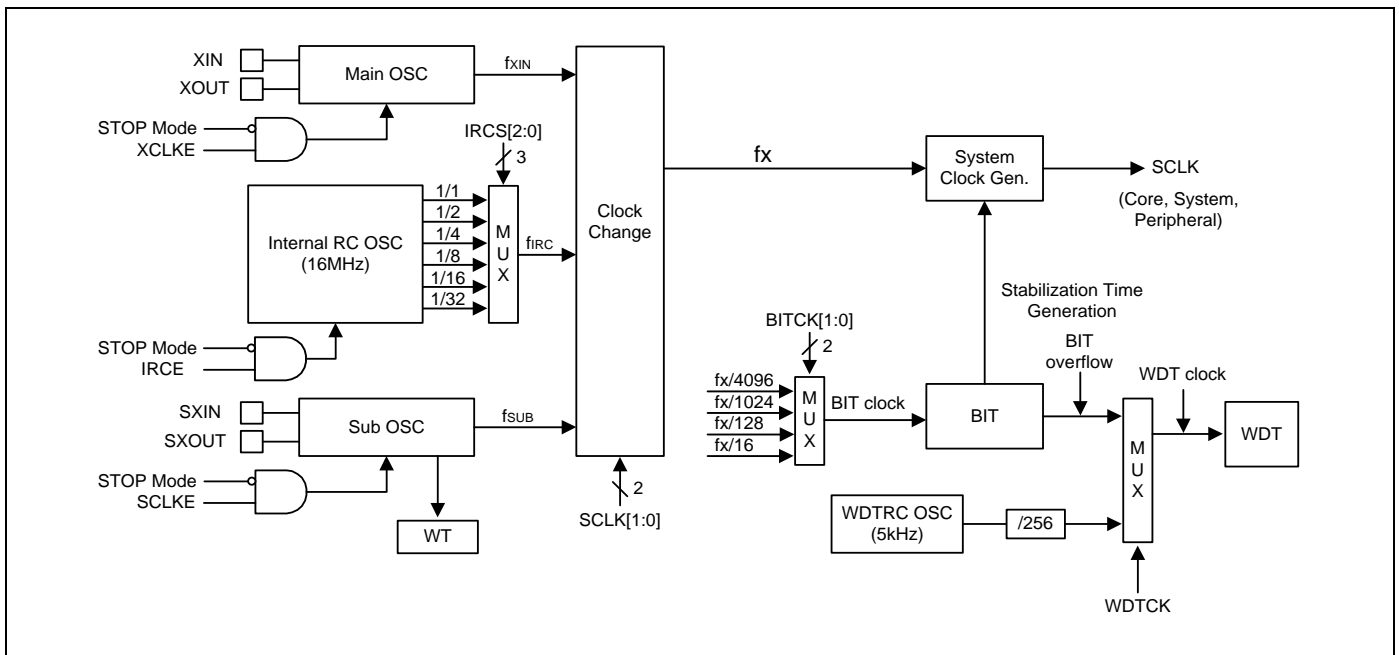 XIN
XOUT
Main OSC
fXIN
STOP Mode
XCLKE
IRCS[2:0]
3
Internal RC OSC
(16MHz)
1/1
1/2
1/4
1/8
1/16
1/32
M
U
X
fIRC
STOP Mode
IRCE
SXIN
SXOUT
Sub OSC
fSUB
STOP Mode
SCLKE
WT
Clock
Change
2
SCLK[1:0]
fx
System
Clock Gen.
SCLK
(Core, System,
Peripheral)
Stabilization Time
Generation
BITCK[1:0]
2
fx/4096
fx/1024
fx/128
fx/16
M
U
X
BIT clock
BIT
BIT
overflow
WDT clock
M
U
X
WDT
WDTRC OSC
(5kHz)
/256
WDTCK